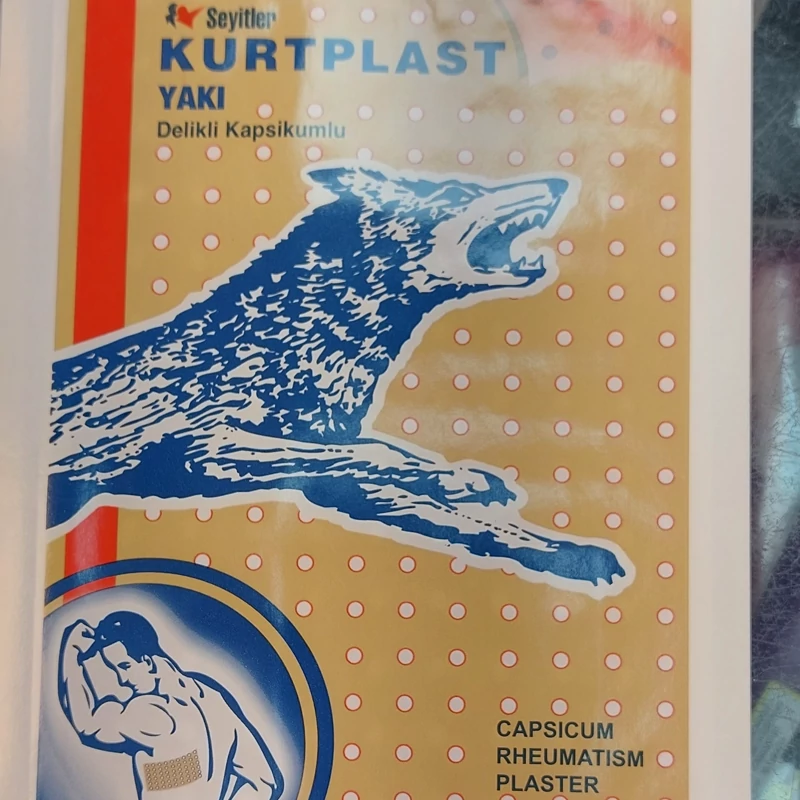 Seyitler
KURTPLAST
YAKI
Delikli Kapsikumlu
CAPSICUM
RHEUMATISM
PLASTER